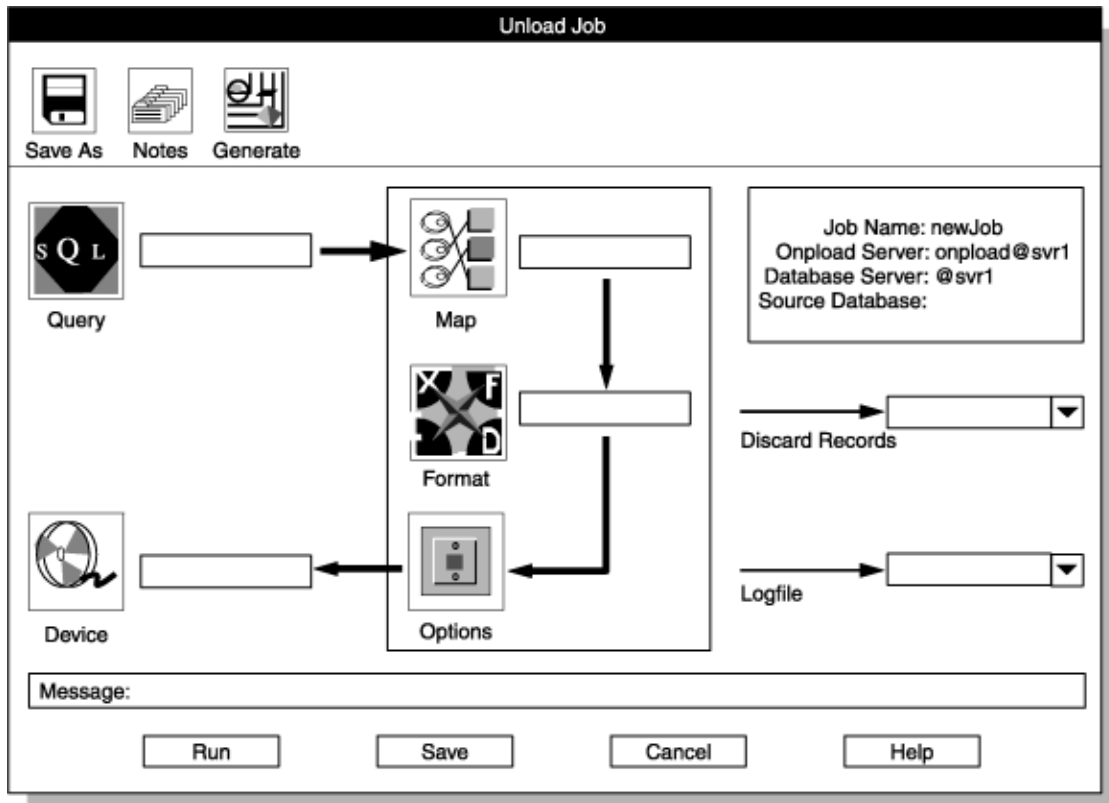 Unload Job
Save As
Notes
Generate
SQL
Query
Map
Job Name: newJob
Onpload Server: onpload@svr1
Database Server: @svr1
Source Database:
X F
D
Format
Discard Records
Device
Options
Logfile
Message:
Run
Save
Cancel
Help